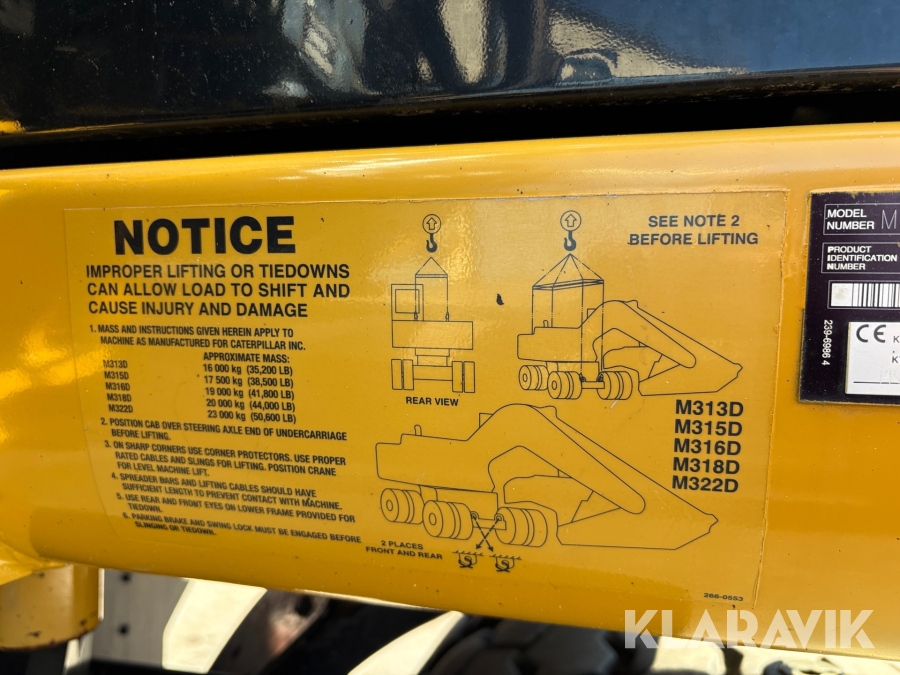 NOTICE
IMPROPER LIFTING OR TIEDOWNS
CAN ALLOW LOAD TO SHIFT AND
CAUSE INJURY AND DAMAGE
1. MASS AND INSTRUCTIONS GIVEN HEREIN APPLY TO
MACHINE AS MANUFACTURED FOR CATERPILLAR INC.
APPROXIMATE MASS:
M313D 16 000 kg (35,200 LB)
M315D 17 500 kg (38,500 LB)
M316D 19 000 kg (41,800 LB)
M318D 20 000 kg (44,000 LB)
M322D 23 000 kg (50,600 LB)
2. POSITION CAB OVER STEERING AXLE END OF UNDERCARRIAGE
BEFORE LIFTING.
3. ON SHARP CORNERS USE CORNER PROTECTORS. USE PROPER
RATED CABLES AND SLINGS FOR LIFTING. POSITION CRANE
FOR LEVEL MACHINE LIFT.
4. SPREADER BARS AND LIFTING CABLES SHOULD HAVE
SUFFICIENT LENGTH TO PREVENT CONTACT WITH MACHINE.
5. USE REAR AND FRONT EYES ON LOWER FRAME PROVIDED FOR
TIEDOWN.
6. PARKING BRAKE AND SWING LOCK MUST BE ENGAGED BEFORE
SLINGING OR TIEDOWN.
SEE NOTE 2
BEFORE LIFTING
REAR VIEW
M313D
M315D
M316D
M318D
M322D
2 PLACES
FRONT AND REAR
266-0553
MODEL
NUMBER M
PRODUCT
IDENTIFICATION
NUMBER
239-6986 4
CE K
KLARAVIK